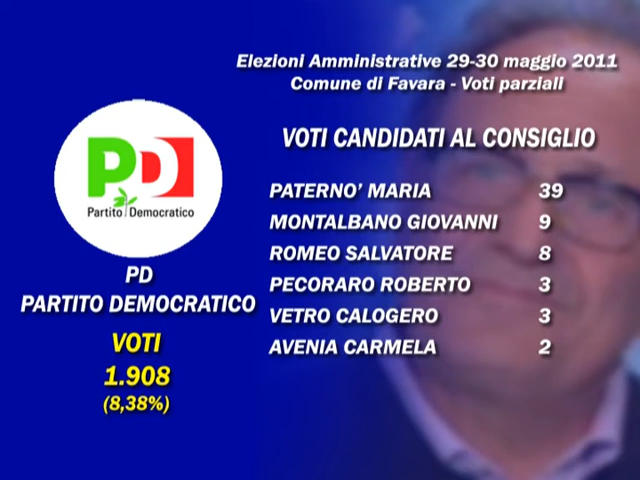 Elezioni Amministrative 29-30 maggio 2011
Comune di Favara - Voti parziali
VOTI CANDIDATI AL CONSIGLIO
PD
Partito Democratico
PD
PARTITO DEMOCRATICO
VOTI
1.908
(8,38%)
PATERNO' MARIA 39
MONTALBANO GIOVANNI 9
ROMEO SALVATORE 8
PECORARO ROBERTO 3
VETRO CALOGERO 3
AVENIA CARMELA 2